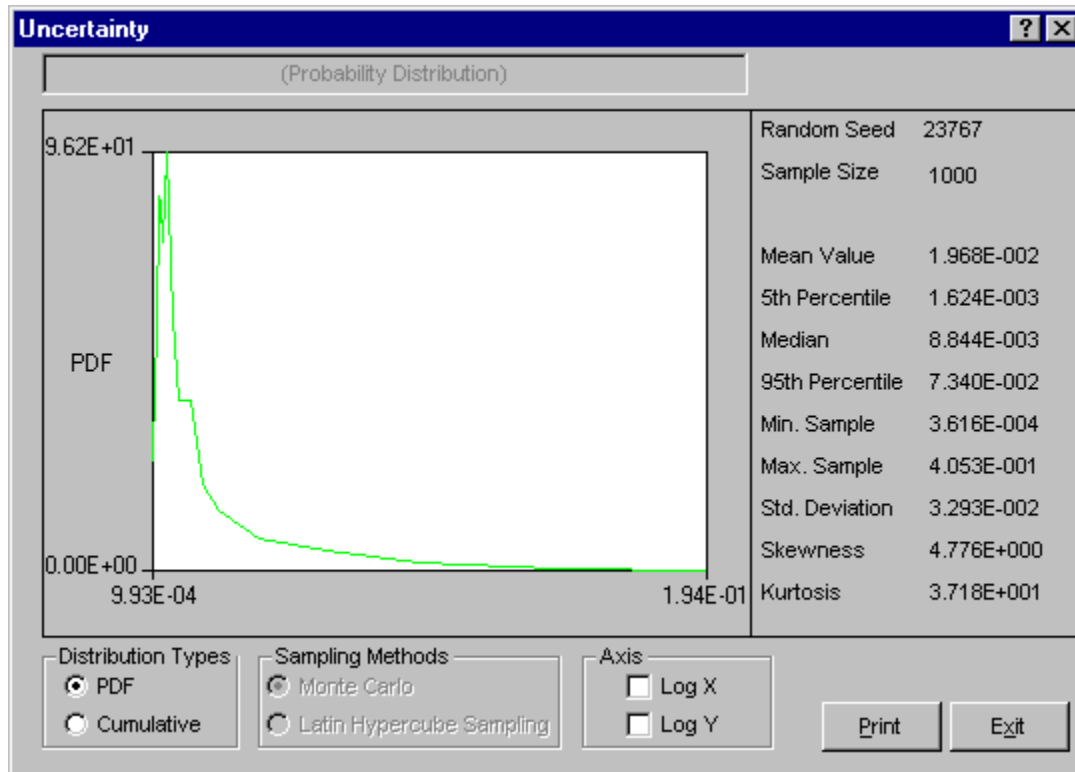 Uncertainty
(Probability Distribution)
9.62E+01
PDF
0.00E+00
9.93E-04
1.94E-01
Random Seed 23767
Sample Size 1000
Mean Value 1.968E-002
5th Percentile 1.624E-003
Median 8.844E-003
95th Percentile 7.340E-002
Min. Sample 3.616E-004
Max. Sample 4.053E-001
Std. Deviation 3.293E-002
Skewness 4.776E+000
Kurtosis 3.718E+001
Distribution Types
PDF
Cumulative
Sampling Methods
Monte Carlo
Latin Hypercube Sampling
Axis
Log X
Log Y
Print
Exit